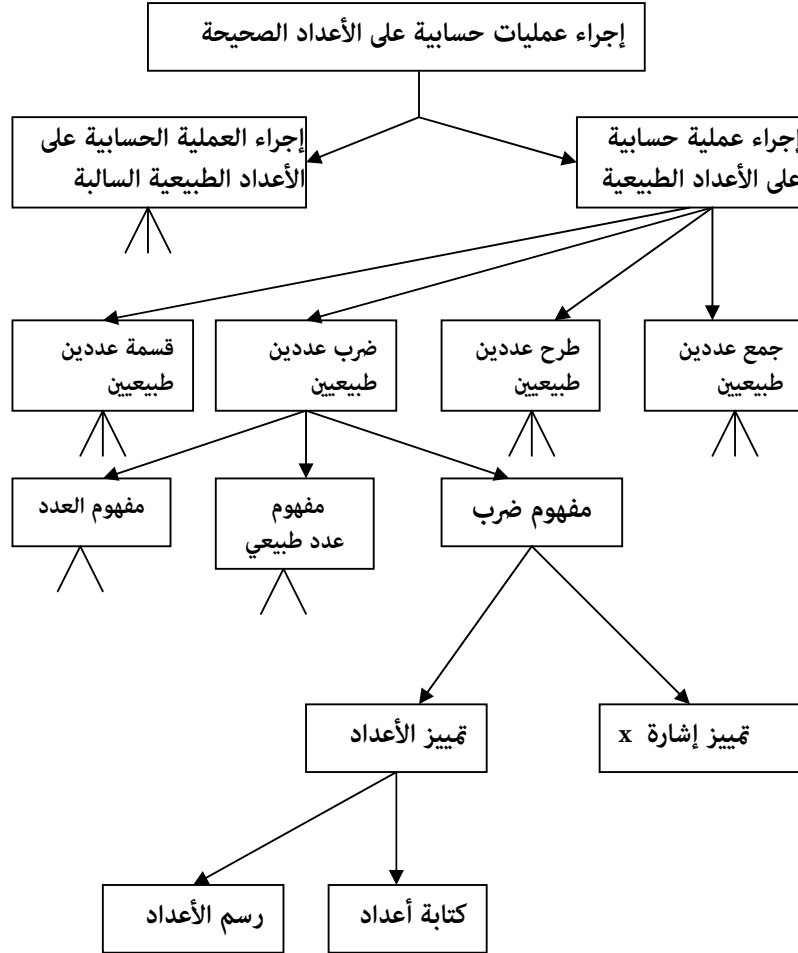 إجراء عمليات حسابية على الأعداد الصحيحة
إجراء عملية حسابية
على الأعداد الطبيعية
إجراء العملية الحسابية على
الأعداد الطبيعية السالبة
جمع عددين
طبيعيين
طرح عددين
طبيعيين
ضرب عددين
طبيعيين
قسمة عددين
طبيعيين
مفهوم ضرب
مفهوم
عدد طبيعي
مفهوم العدد
تمييز إشارة x
تمييز الأعداد
كتابة أعداد
رسم الأعداد